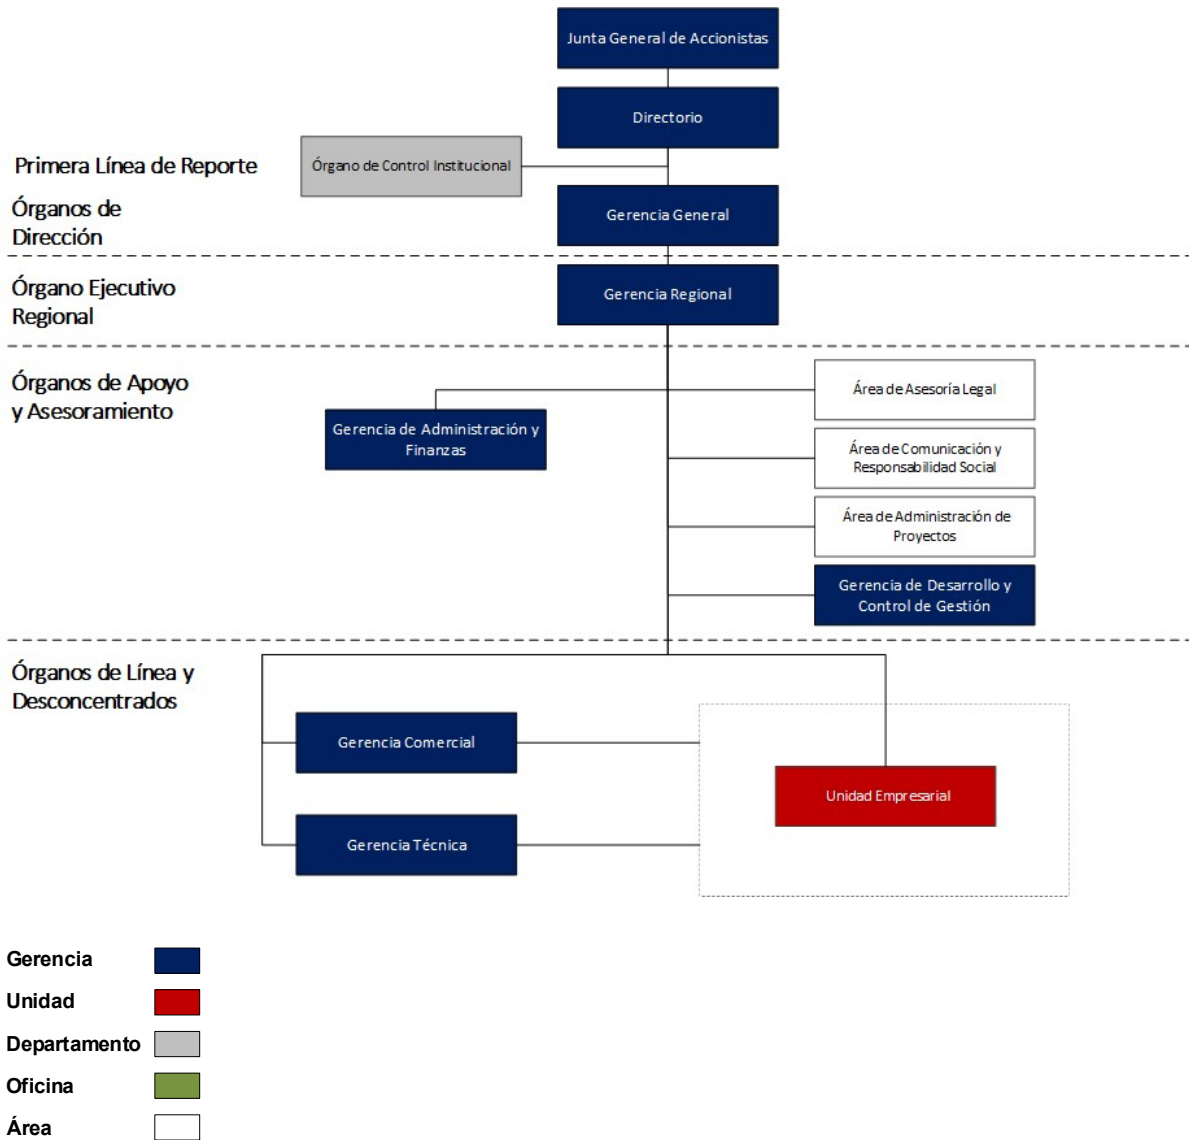 Junta General de Accionistas
Directorio
Primera Línea de Reporte
Órgano de Control Institucional
Órganos de
Dirección
Gerencia General
Órgano Ejecutivo
Regional
Gerencia Regional
Órganos de Apoyo
y Asesoramiento
Gerencia de Administración y
Finanzas
Área de Asesoría Legal
Área de Comunicación y
Responsabilidad Social
Área de Administración de
Proyectos
Gerencia de Desarrollo y
Control de Gestión
Órganos de Línea y
Desconcentrados
Gerencia Comercial
Unidad Empresarial
Gerencia Técnica
Gerencia
Unidad
Departamento
Oficina
Área